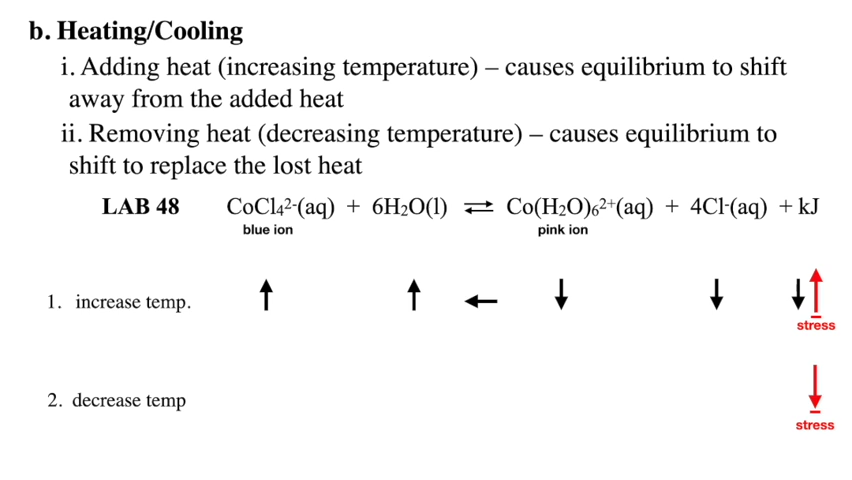 b. Heating/Cooling
i. Adding heat (increasing temperature) – causes equilibrium to shift
away from the added heat
ii. Removing heat (decreasing temperature) – causes equilibrium to
shift to replace the lost heat
LAB 48 CoCl₄²⁻(aq) + 6H₂O(l) ⇌ Co(H₂O)₆²⁺(aq) + 4Cl⁻(aq) + kJ
blue ion pink ion
1. increase temp. ↑ ↑ ← ↓ ↓ ↓↑
stress
2. decrease temp ↓
stress